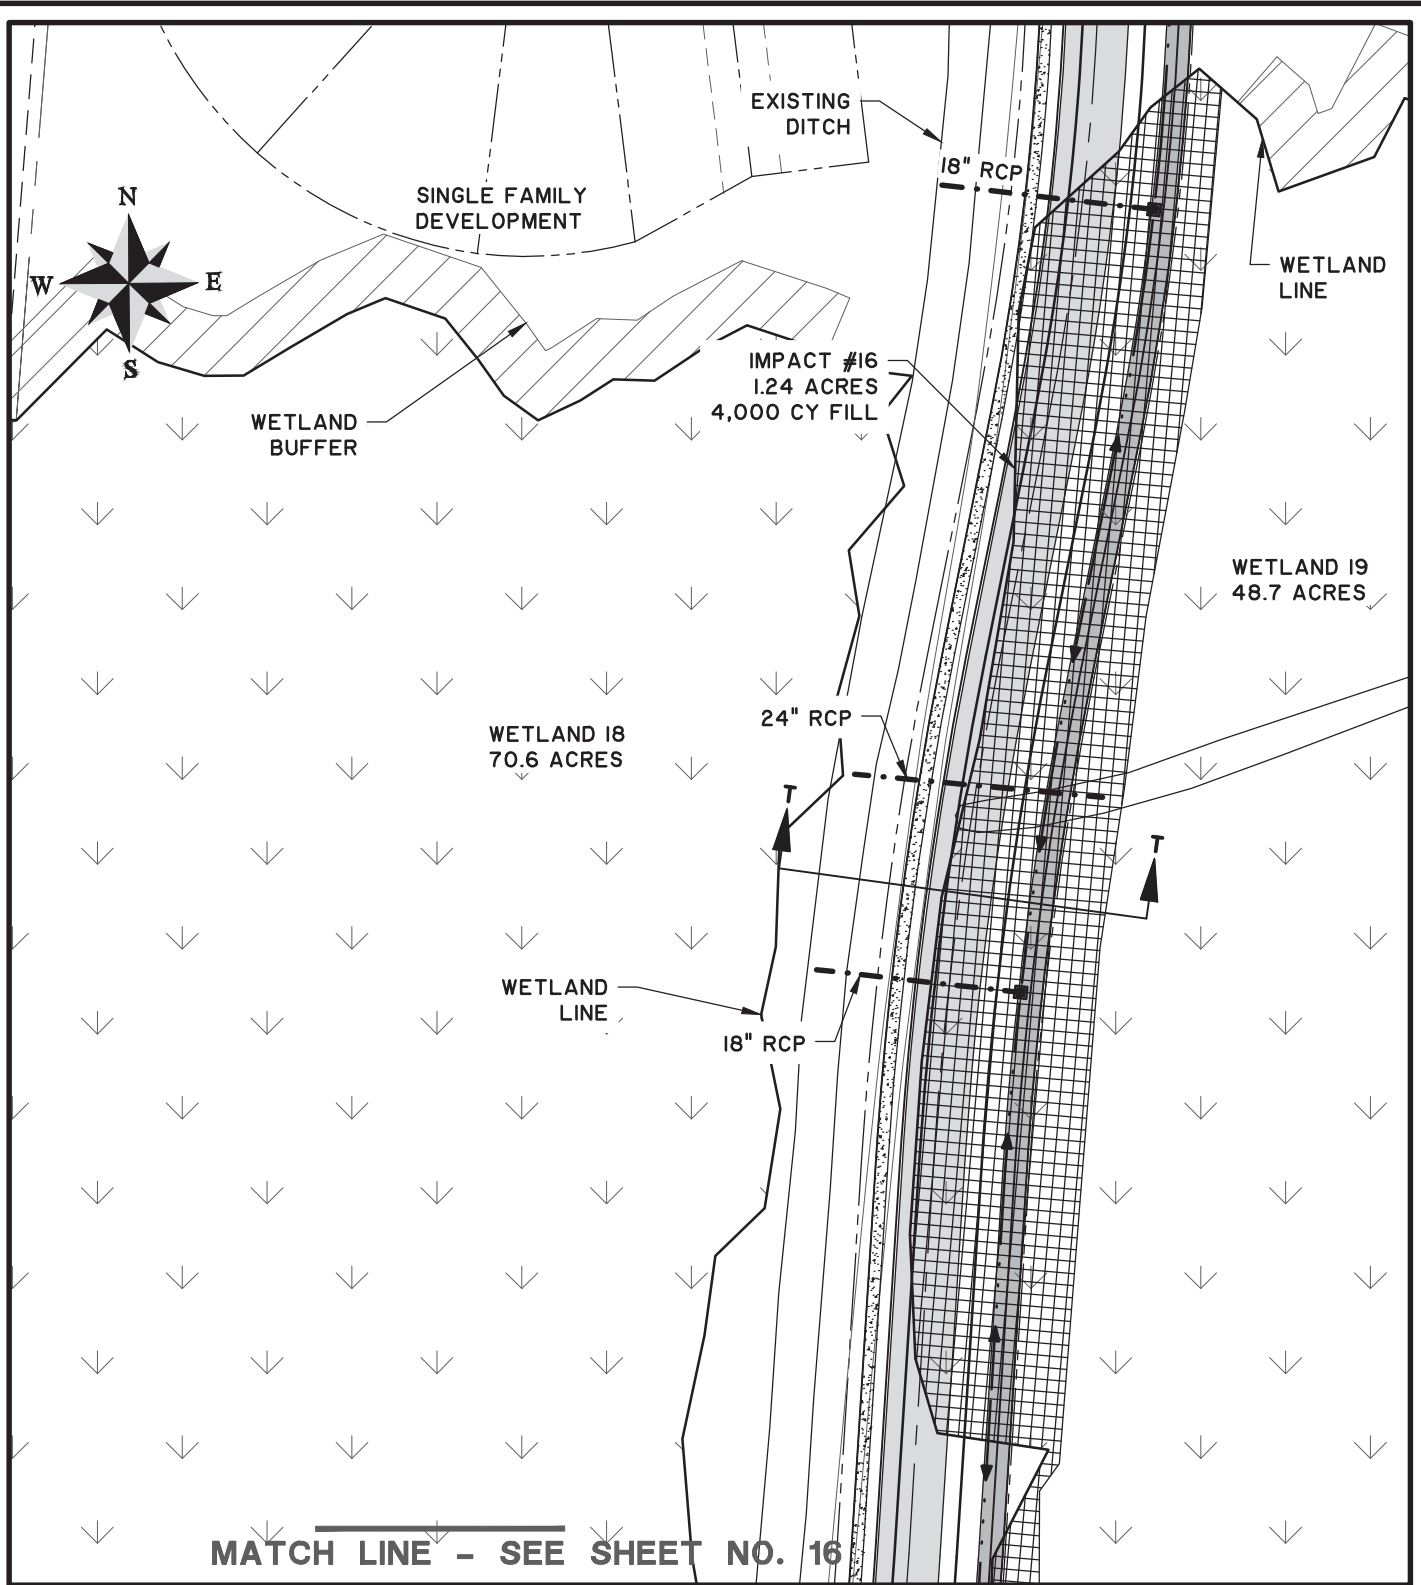 EXISTING
DITCH
18" RCP
SINGLE FAMILY
DEVELOPMENT
N
W
E
S
WETLAND
LINE
IMPACT #16
1.24 ACRES
4,000 CY FILL
WETLAND
BUFFER
WETLAND 19
48.7 ACRES
24" RCP
WETLAND 18
70.6 ACRES
T
T
WETLAND
LINE
18" RCP
MATCH LINE - SEE SHEET NO. 16